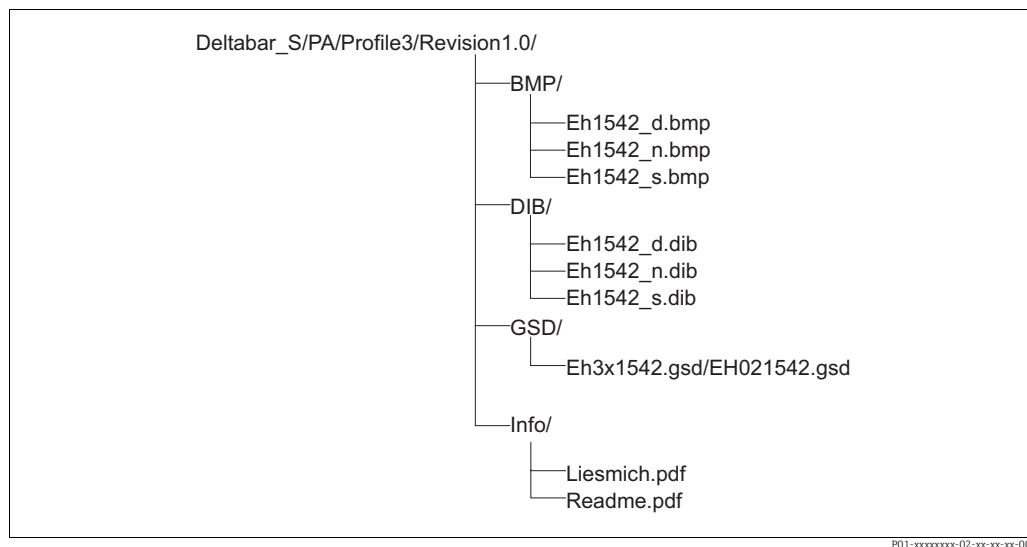 Deltabar_S/PA/Profile3/Revision1.0/
BMP/
Eh1542_d.bmp
Eh1542_n.bmp
Eh1542_s.bmp
DIB/
Eh1542_d.dib
Eh1542_n.dib
Eh1542_s.dib
GSD/
Eh3x1542.gsd/EH021542.gsd
Info/
Liesmich.pdf
Readme.pdf